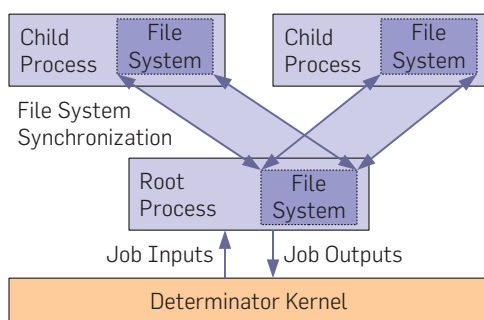 Child
Process
File
System
Child
Process
File
System
File System
Synchronization
Root
Process
File
System
Job Inputs
Job Outputs
Determinator Kernel